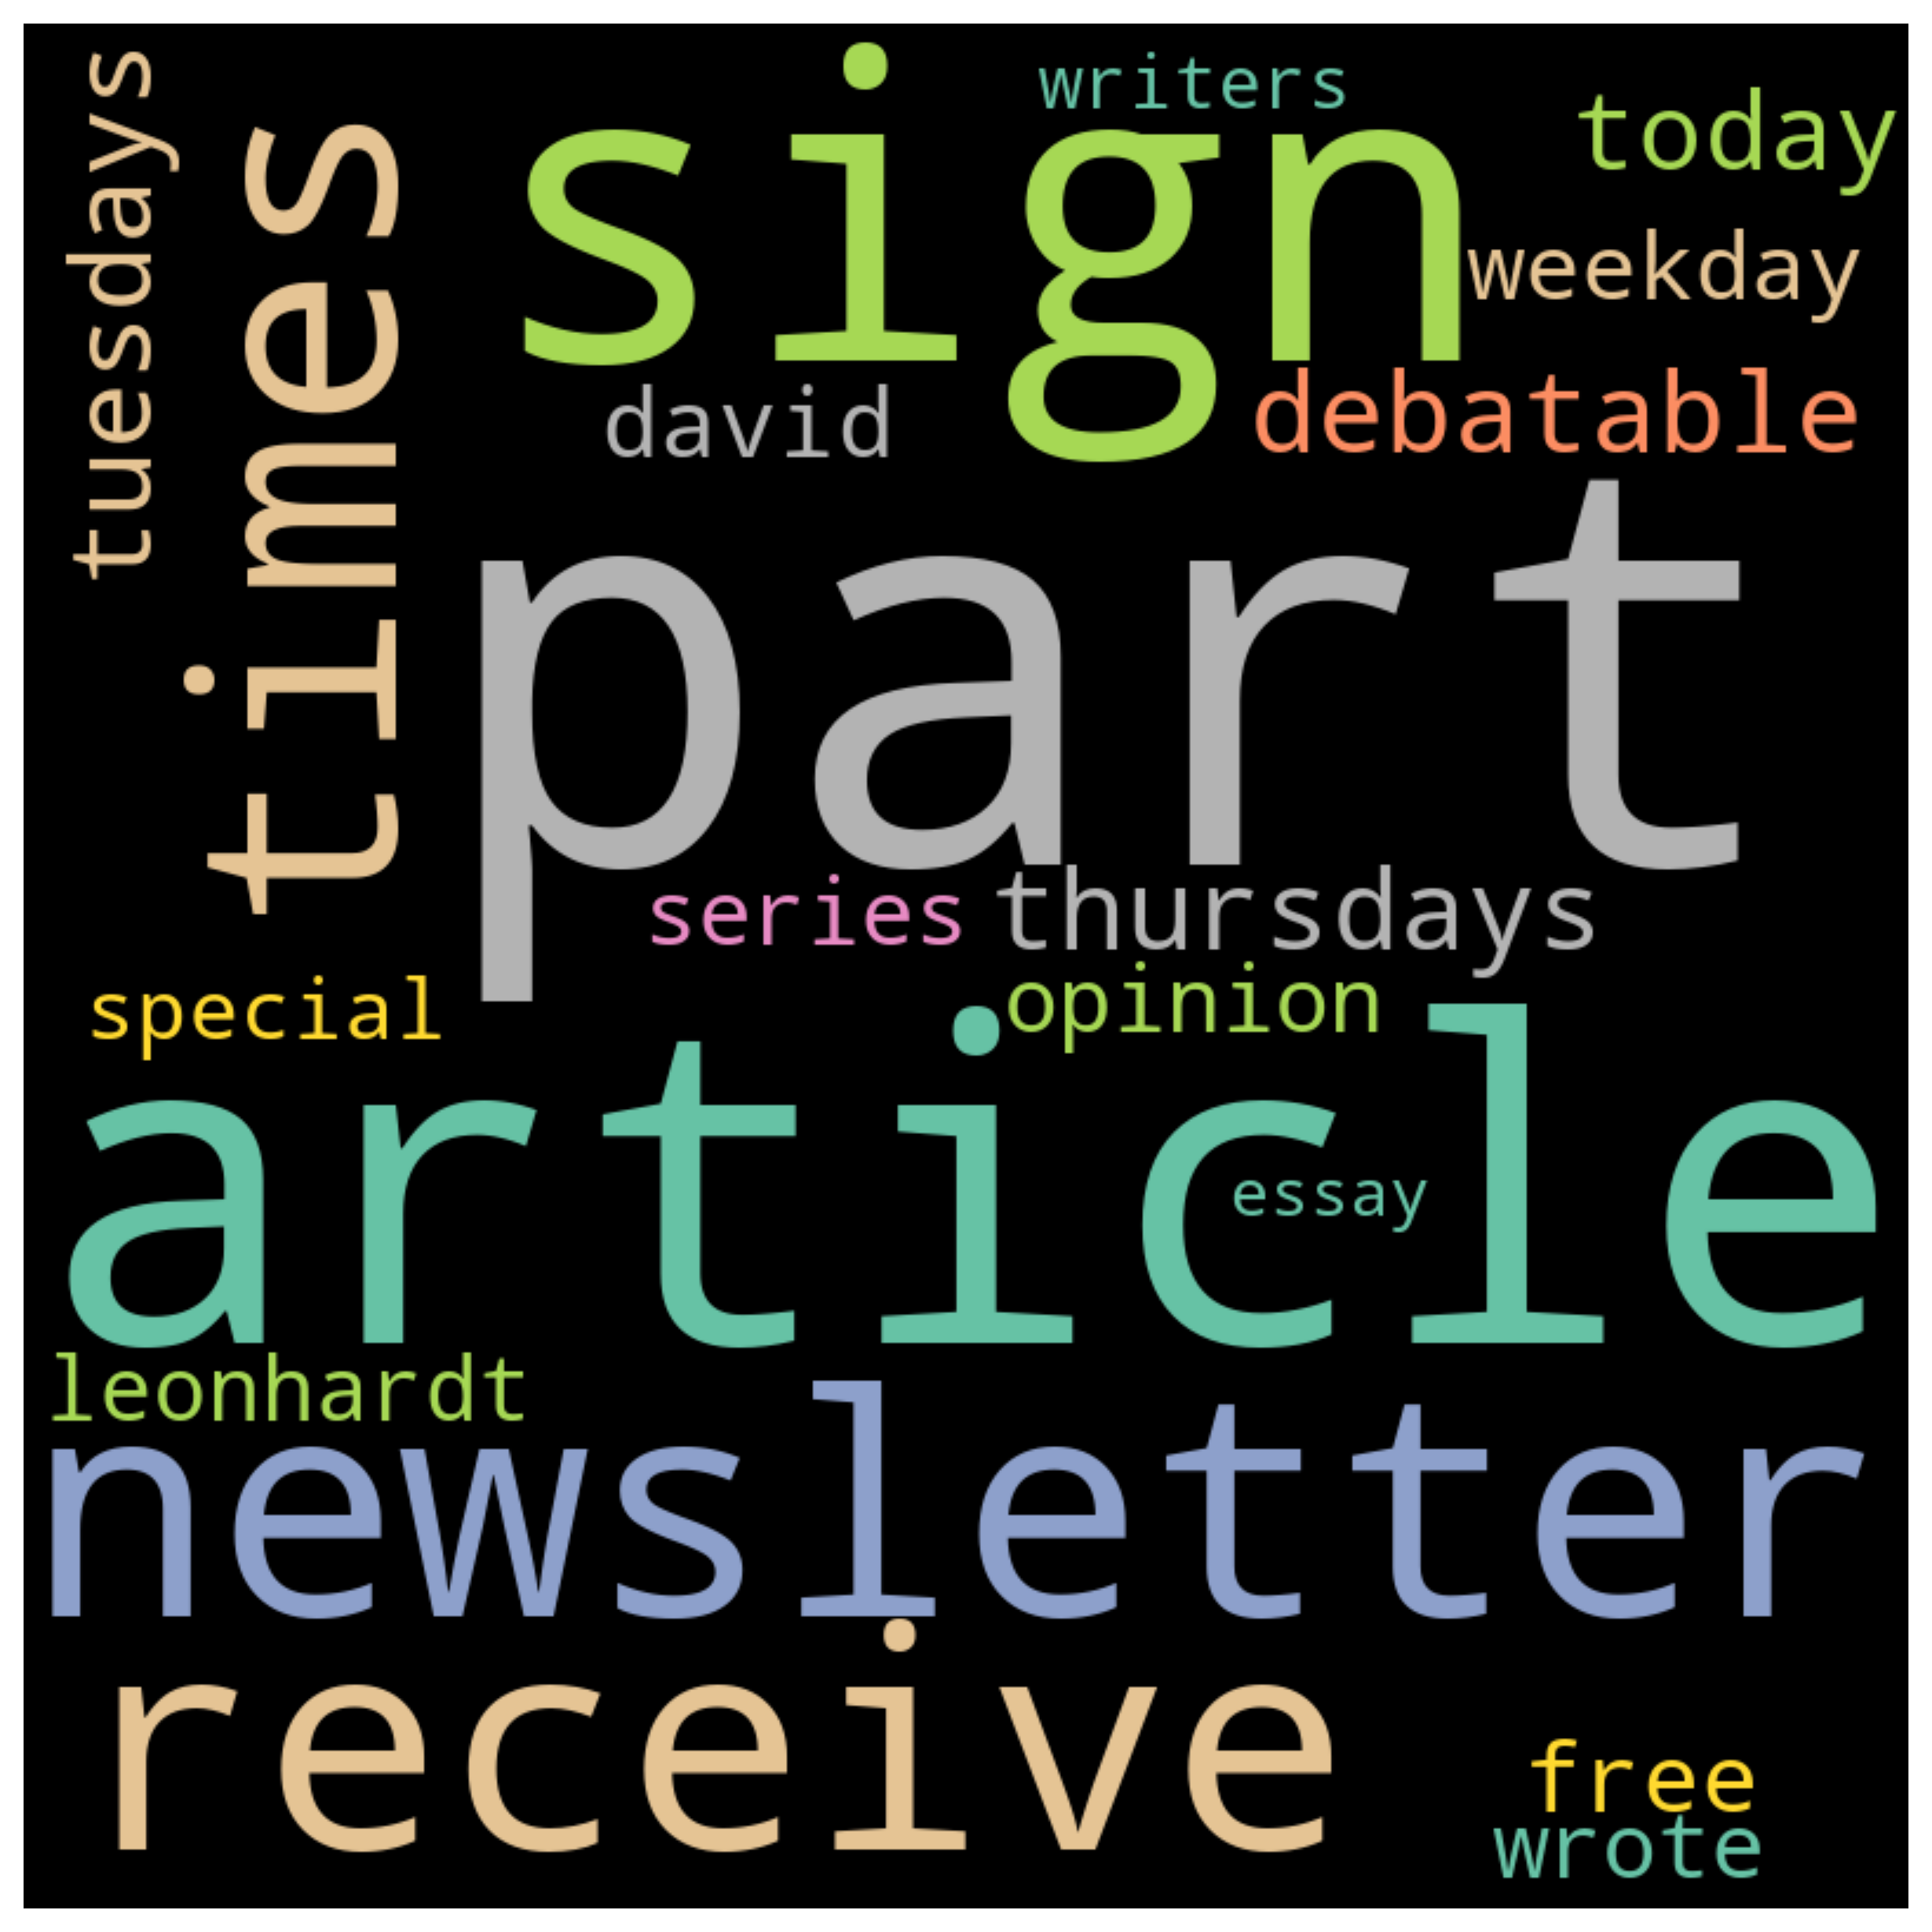 tuesdays
times
sign
writers
today
weekday
david
debatable
part
series
thursdays
special
opinion
article
essay
leonhardt
newsletter
receive
free
wrote